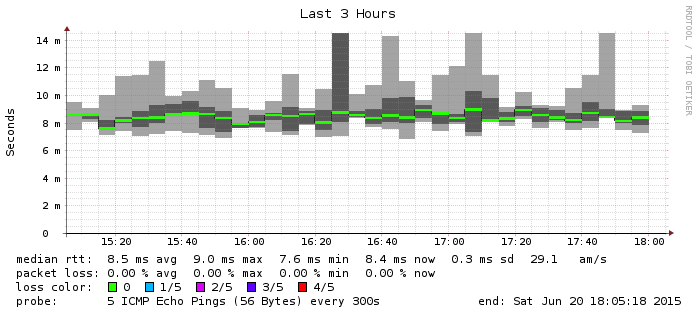 Last 3 Hours
RRDTOOL / TOBI OETIKER
Seconds
14 m
12 m
10 m
8 m
6 m
4 m
2 m
0
15:20 15:40 16:00 16:20 16:40 17:00 17:20 17:40 18:00
median rtt: 8.5 ms avg 9.0 ms max 7.6 ms min 8.4 ms now 0.3 ms sd 29.1 am/s
packet loss: 0.00 % avg 0.00 % max 0.00 % min 0.00 % now
loss color: 0 1/5 2/5 3/5 4/5
probe: 5 ICMP Echo Pings (56 Bytes) every 300s end: Sat Jun 20 18:05:18 2015